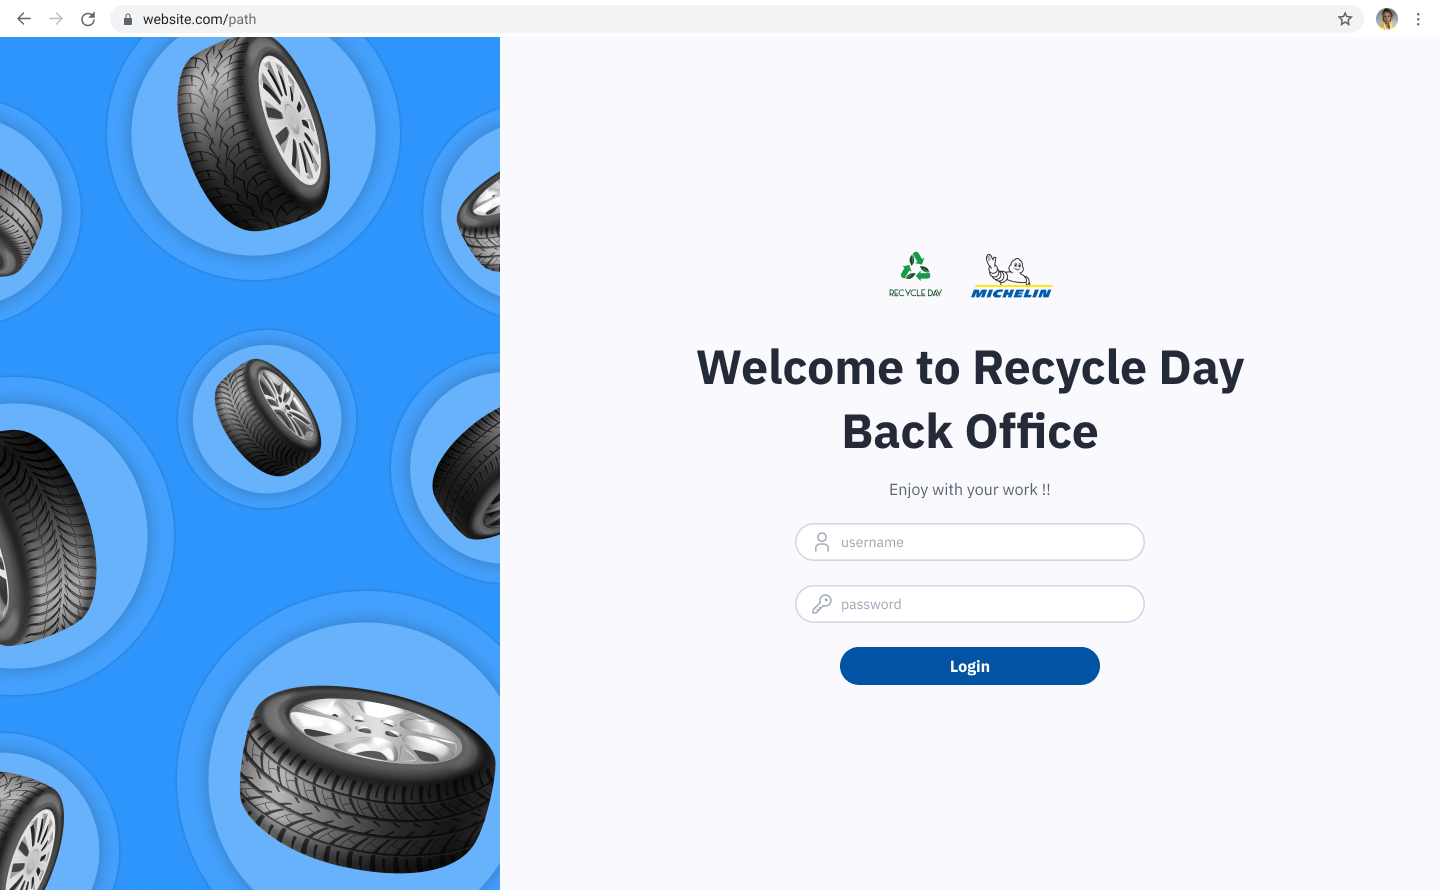 website.com/path
RECYCLE DAY
MICHELIN
Welcome to Recycle Day
Back Office
Enjoy with your work !!
username
password
Login